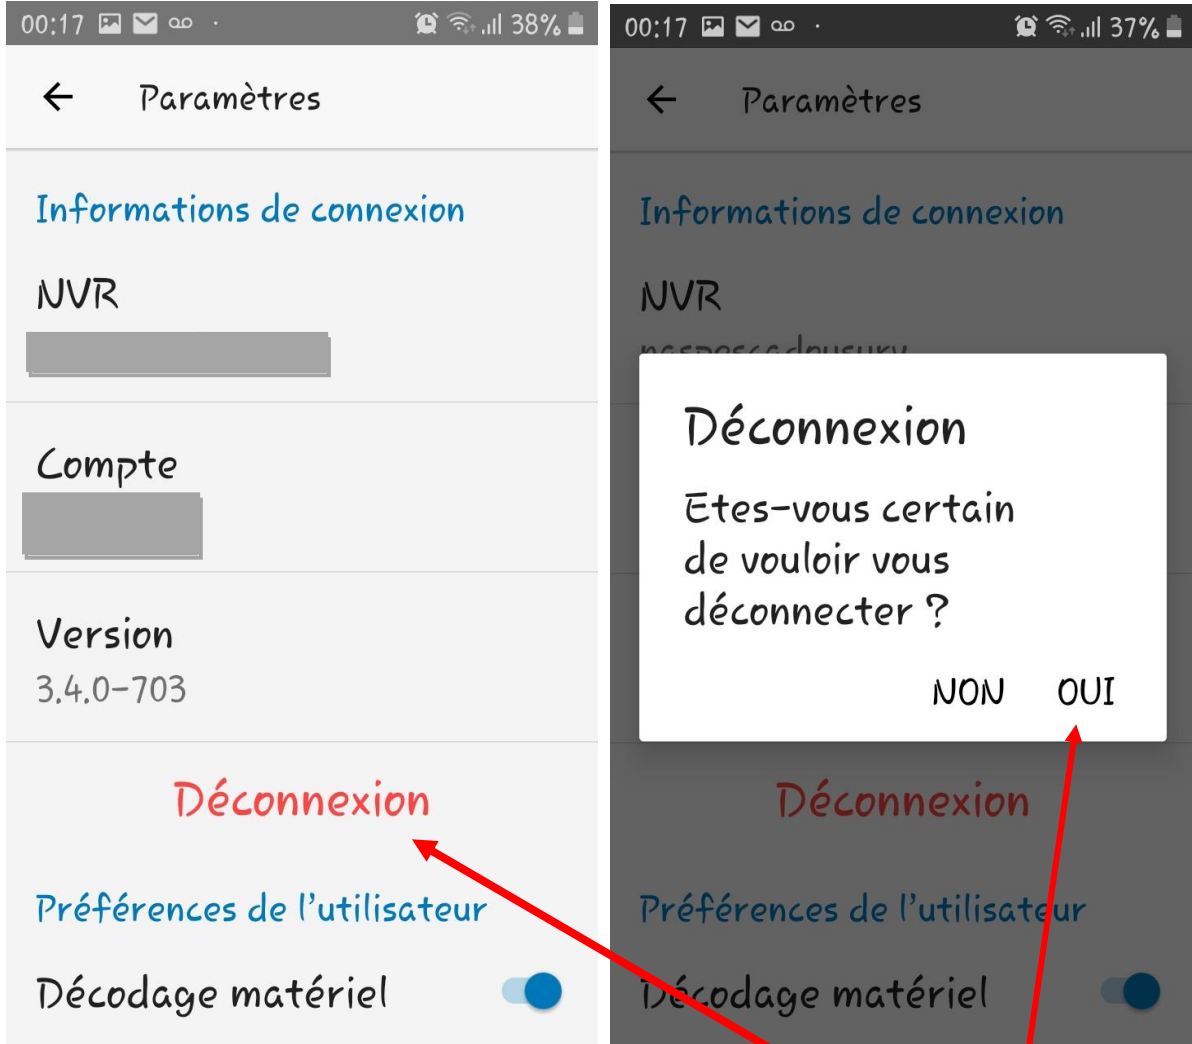 00:17
38%
Paramètres
Informations de connexion
NVR
Compte
Version
3.4.0-703
Déconnexion
Préférences de l'utilisateur
Décodage matériel
00:17
37%
Paramètres
Informations de connexion
NVR
Déconnexion
Etes-vous certain
de vouloir vous
déconnecter ?
NON OUI
Déconnexion
Préférences de l'utilisateur
Décodage matériel